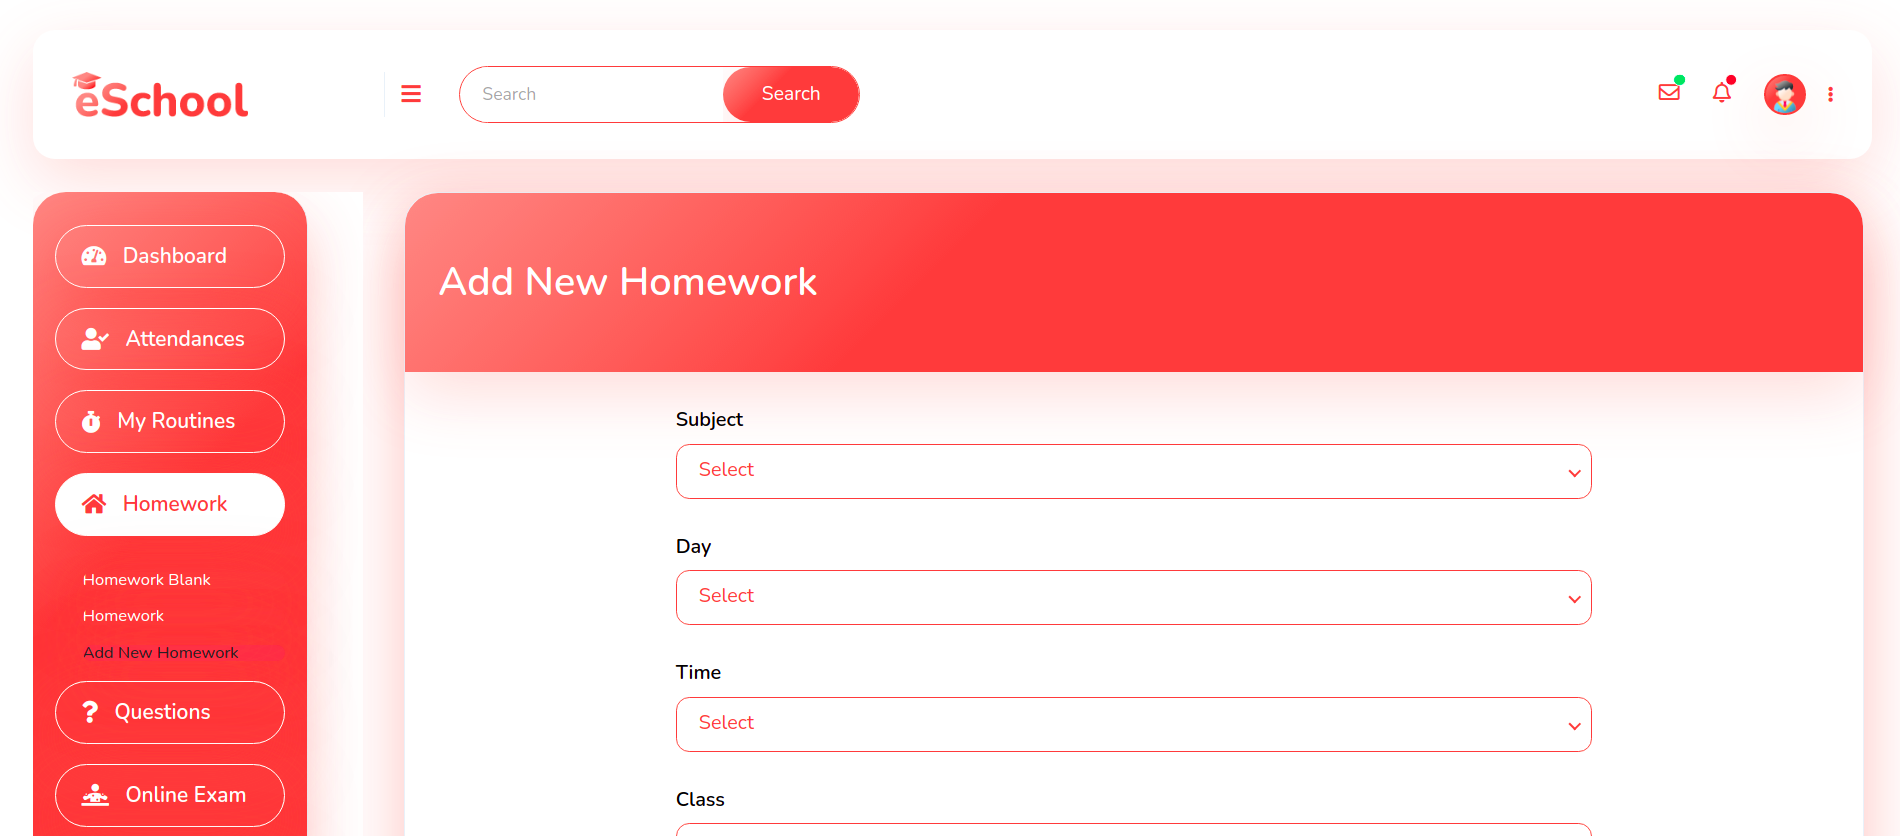 eSchool
Search
Search
Dashboard
Attendances
My Routines
Homework
Homework Blank
Homework
Add New Homework
Questions
Online Exam
Add New Homework
Subject
Select
Day
Select
Time
Select
Class